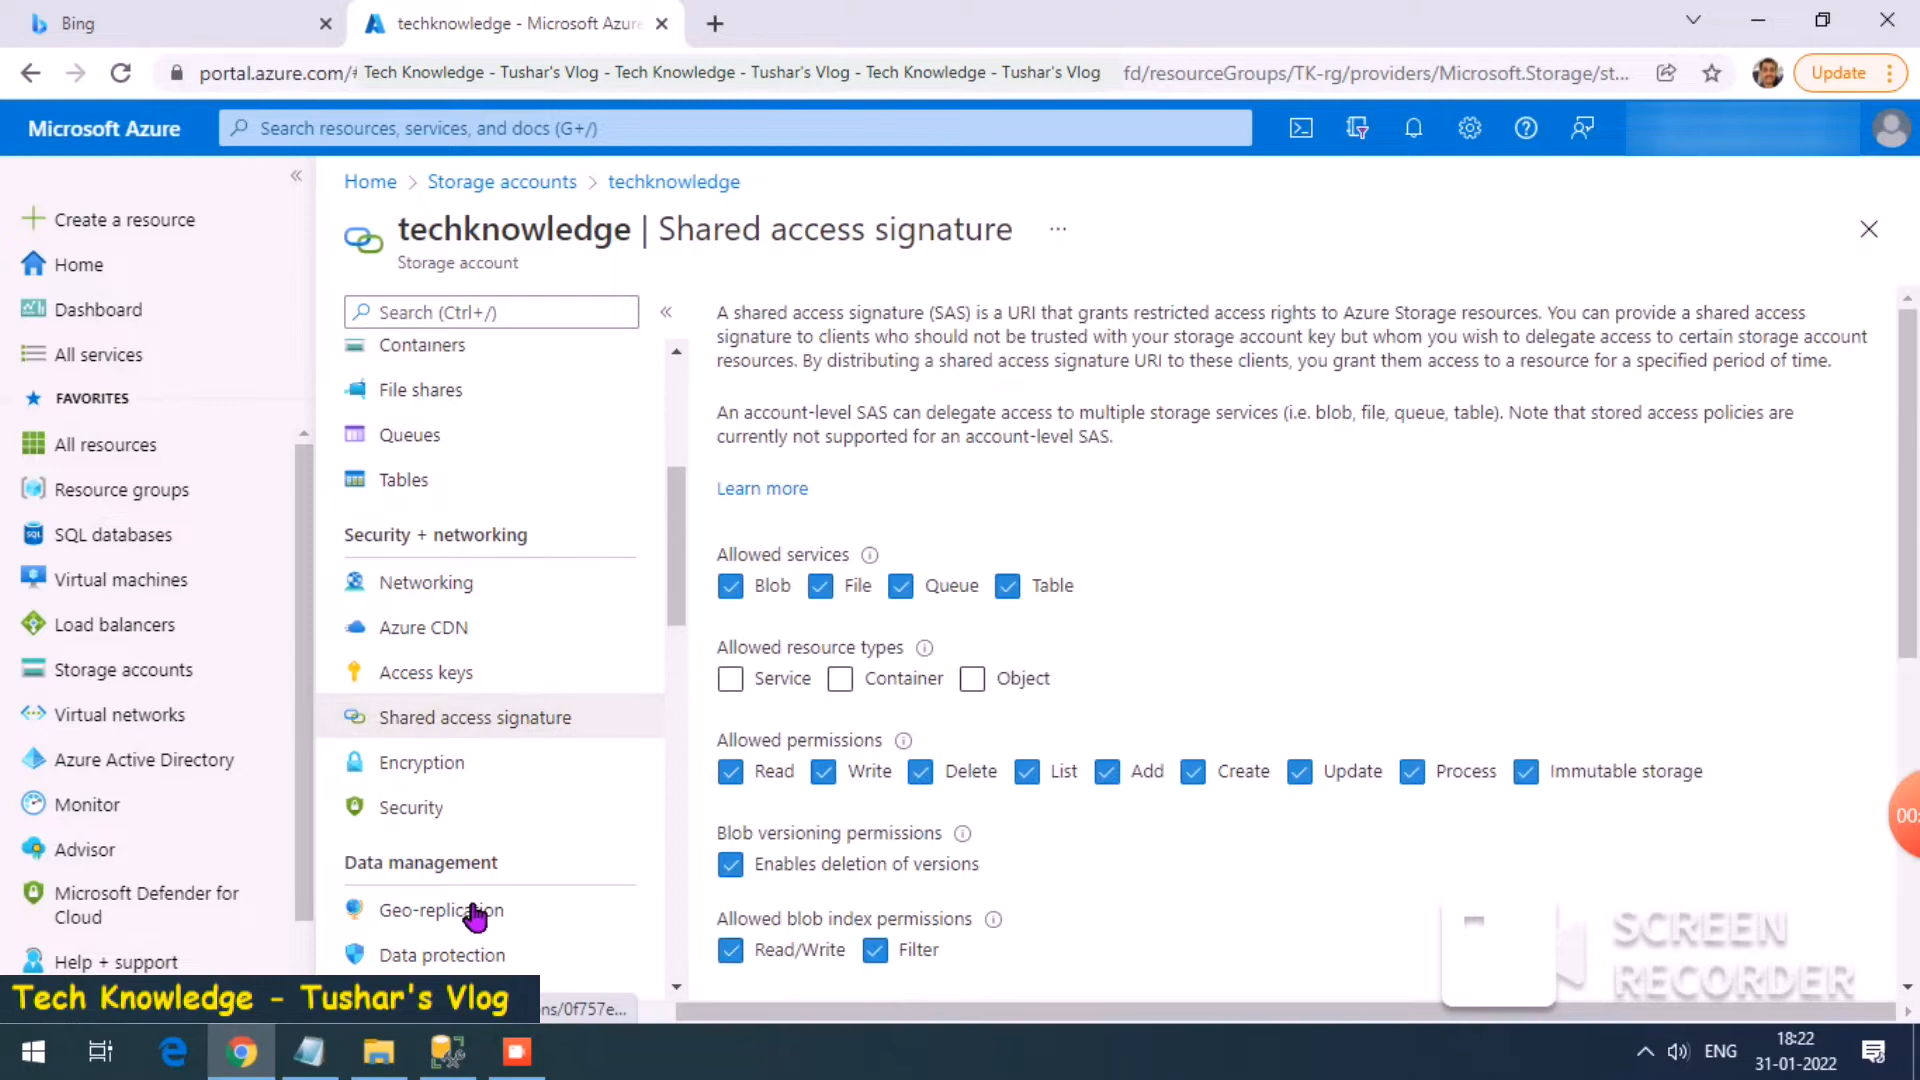 Bing
techknowledge - Microsoft Azure
portal.azure.com/# Tech Knowledge - Tushar's Vlog - Tech Knowledge - Tushar's Vlog - Tech Knowledge - Tushar's Vlog fd/resourceGroups/TK-rg/providers/Microsoft.Storage/st...
Update
Microsoft Azure
Search resources, services, and docs (G+/)
Create a resource
Home
Dashboard
All services
FAVORITES
All resources
Resource groups
SQL databases
Virtual machines
Load balancers
Storage accounts
Virtual networks
Azure Active Directory
Monitor
Advisor
Microsoft Defender for
Cloud
Help + support
Home > Storage accounts > techknowledge
techknowledge | Shared access signature ...
Storage account
Search (Ctrl+/)
Containers
File shares
Queues
Tables
Security + networking
Networking
Azure CDN
Access keys
Shared access signature
Encryption
Security
Data management
Geo-replication
Data protection
A shared access signature (SAS) is a URI that grants restricted access rights to Azure Storage resources. You can provide a shared access
signature to clients who should not be trusted with your storage account key but whom you wish to delegate access to certain storage account
resources. By distributing a shared access signature URI to these clients, you grant them access to a resource for a specified period of time.
An account-level SAS can delegate access to multiple storage services (i.e. blob, file, queue, table). Note that stored access policies are
currently not supported for an account-level SAS.
Learn more
Allowed services
Blob File Queue Table
Allowed resource types
Service Container Object
Allowed permissions
Read Write Delete List Add Create Update Process Immutable storage
Blob versioning permissions
Enables deletion of versions
Allowed blob index permissions
Read/Write Filter
00:
SCREEN
RECORDER
Tech Knowledge - Tushar's Vlog
ns/0f757e...
ENG
18:22
31-01-2022